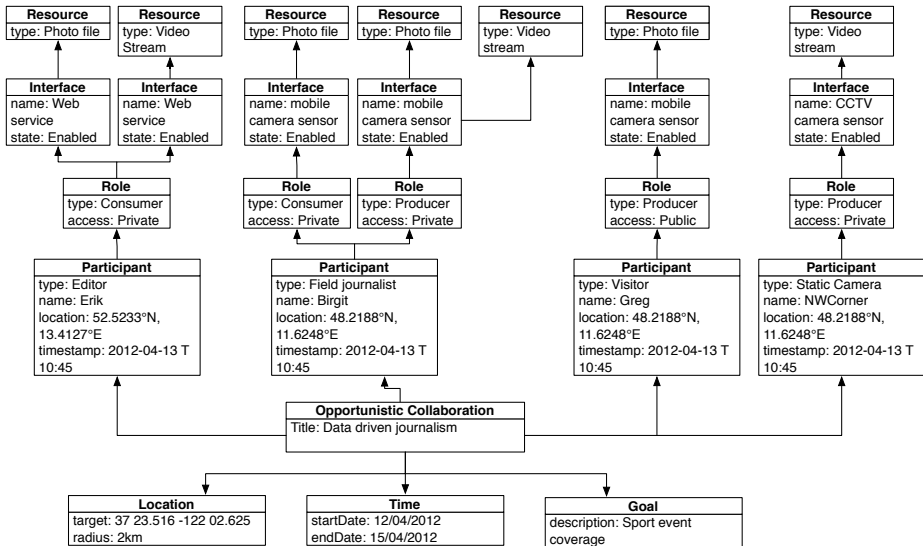 Resource
type: Photo file
Resource
type: Video
Stream
Resource
type: Photo file
Resource
type: Photo file
Resource
type: Video
stream
Resource
type: Photo file
Resource
type: Video
stream
Interface
name: Web
service
state: Enabled
Interface
name: Web
service
state: Enabled
Interface
name: mobile
camera sensor
state: Enabled
Interface
name: mobile
camera sensor
state: Enabled
Interface
name: mobile
camera sensor
state: Enabled
Interface
name: CCTV
camera sensor
state: Enabled
Role
type: Consumer
access: Private
Role
type: Consumer
access: Private
Role
type: Producer
access: Private
Role
type: Producer
access: Public
Role
type: Producer
access: Private
Participant
type: Editor
name: Erik
location: 52.5233°N,
13.4127°E
timestamp: 2012-04-13 T
10:45
Participant
type: Field journalist
name: Birgit
location: 48.2188°N,
11.6248°E
timestamp: 2012-04-13 T
10:45
Participant
type: Visitor
name: Greg
location: 48.2188°N,
11.6248°E
timestamp: 2012-04-13 T
10:45
Participant
type: Static Camera
name: NWCorner
location: 48.2188°N,
11.6248°E
timestamp: 2012-04-13 T
10:45
Opportunistic Collaboration
Title: Data driven journalism
Location
target: 37 23.516 -122 02.625
radius: 2km
Time
startDate: 12/04/2012
endDate: 15/04/2012
Goal
description: Sport event
coverage